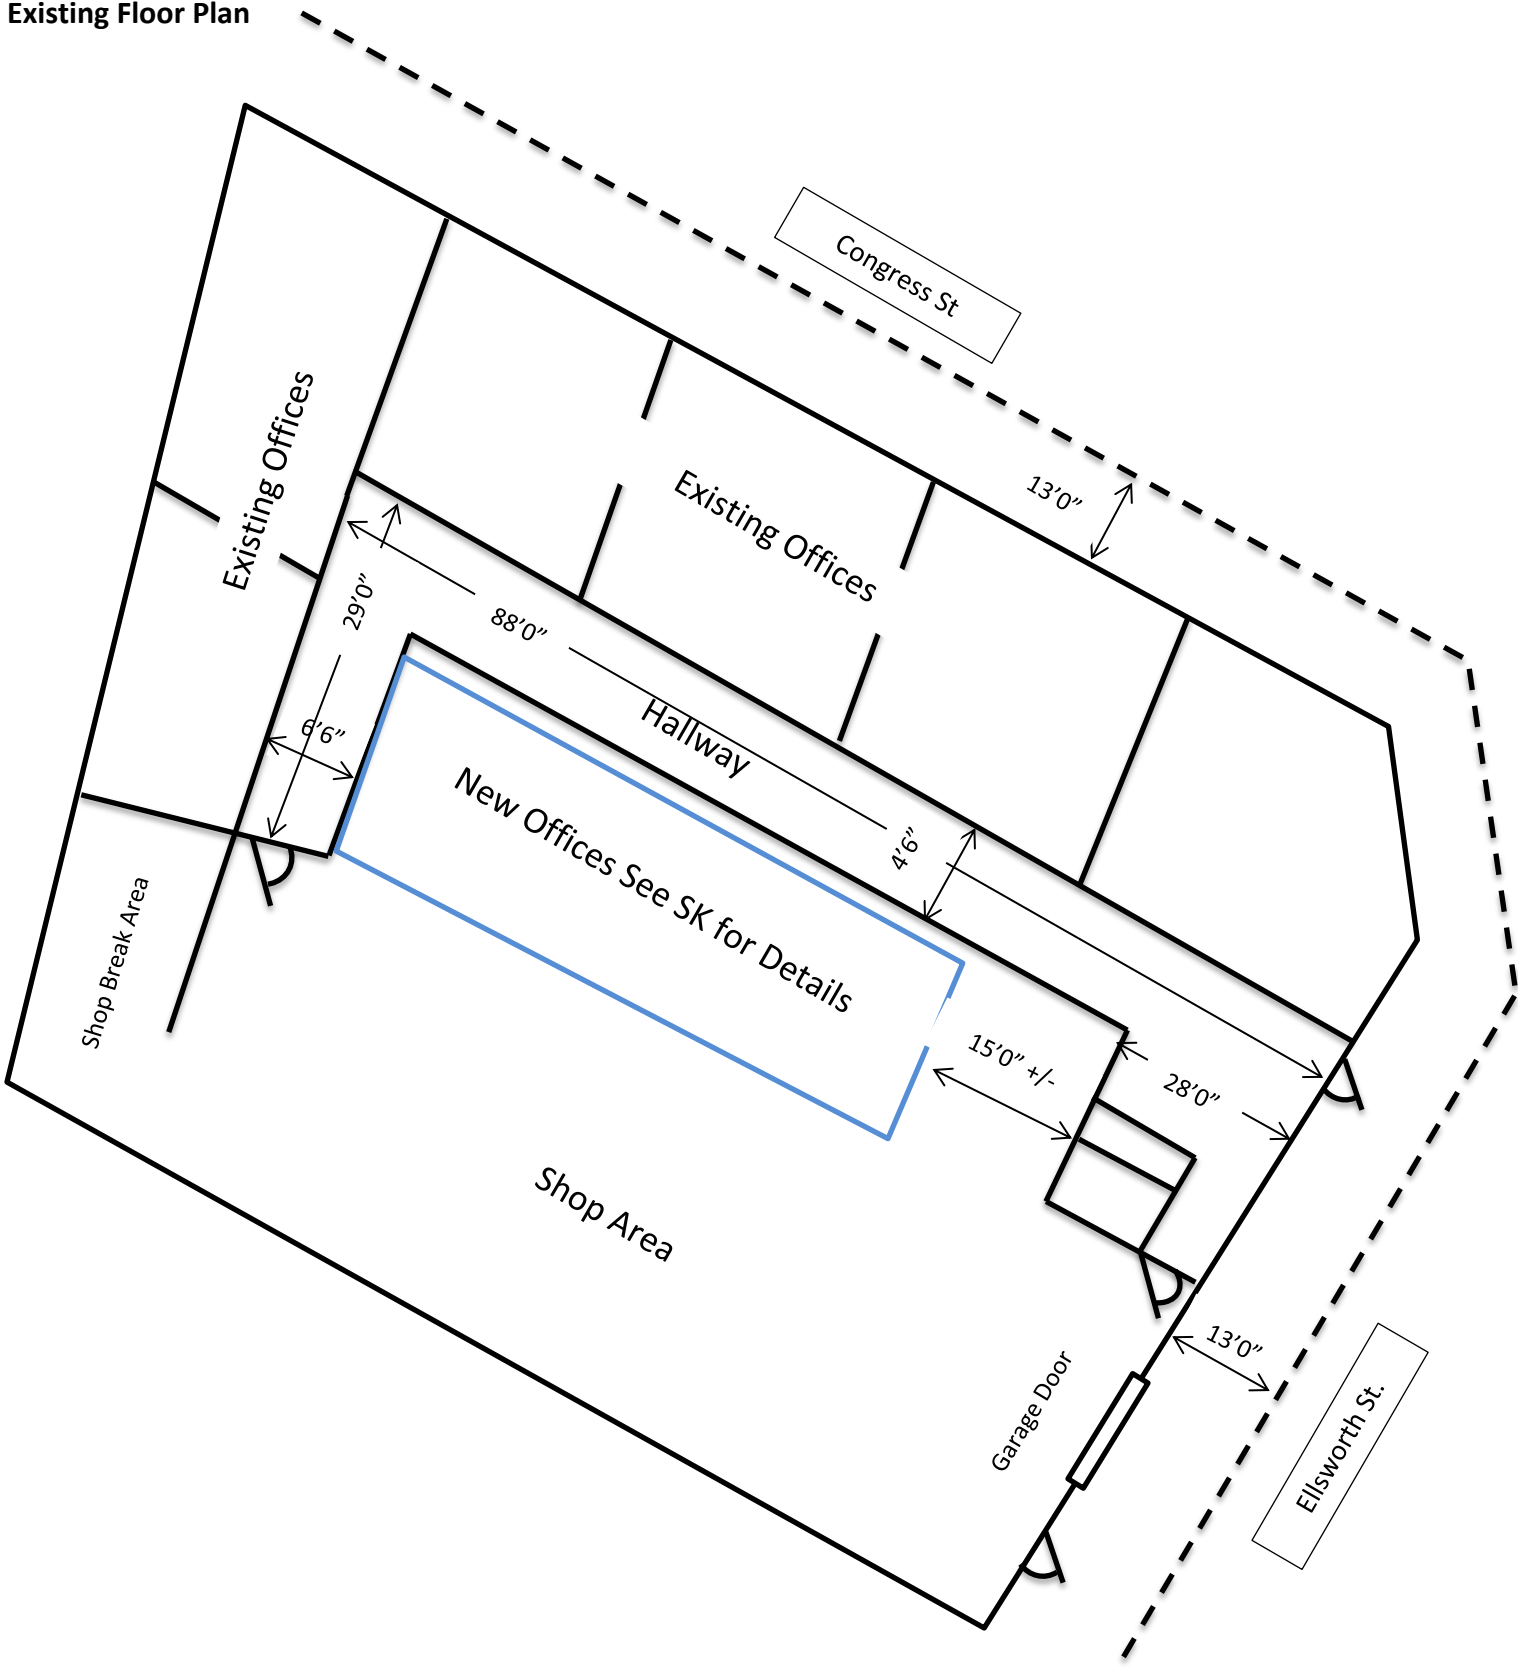 Existing Floor Plan
Congress St
13’0”
Existing Offices
Existing Offices
29’0”
88’0”
Hallway
6’6”
4’6”
New Offices See SK for Details
Shop Break Area
15’0” +/-
28’0”
Shop Area
13’0”
Garage Door
Ellsworth St.